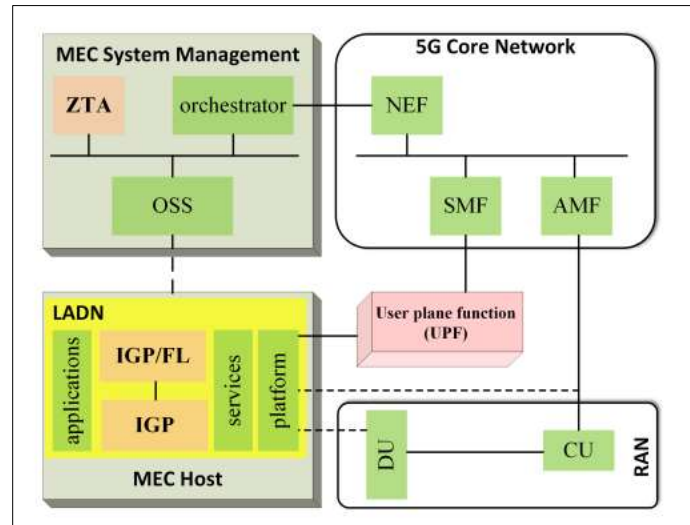 MEC System Management
ZTA
orchestrator
OSS
5G Core Network
NEF
SMF
AMF
LADN
applications
IGP/FL
IGP
services
platform
MEC Host
User plane function
(UPF)
DU
CU
RAN